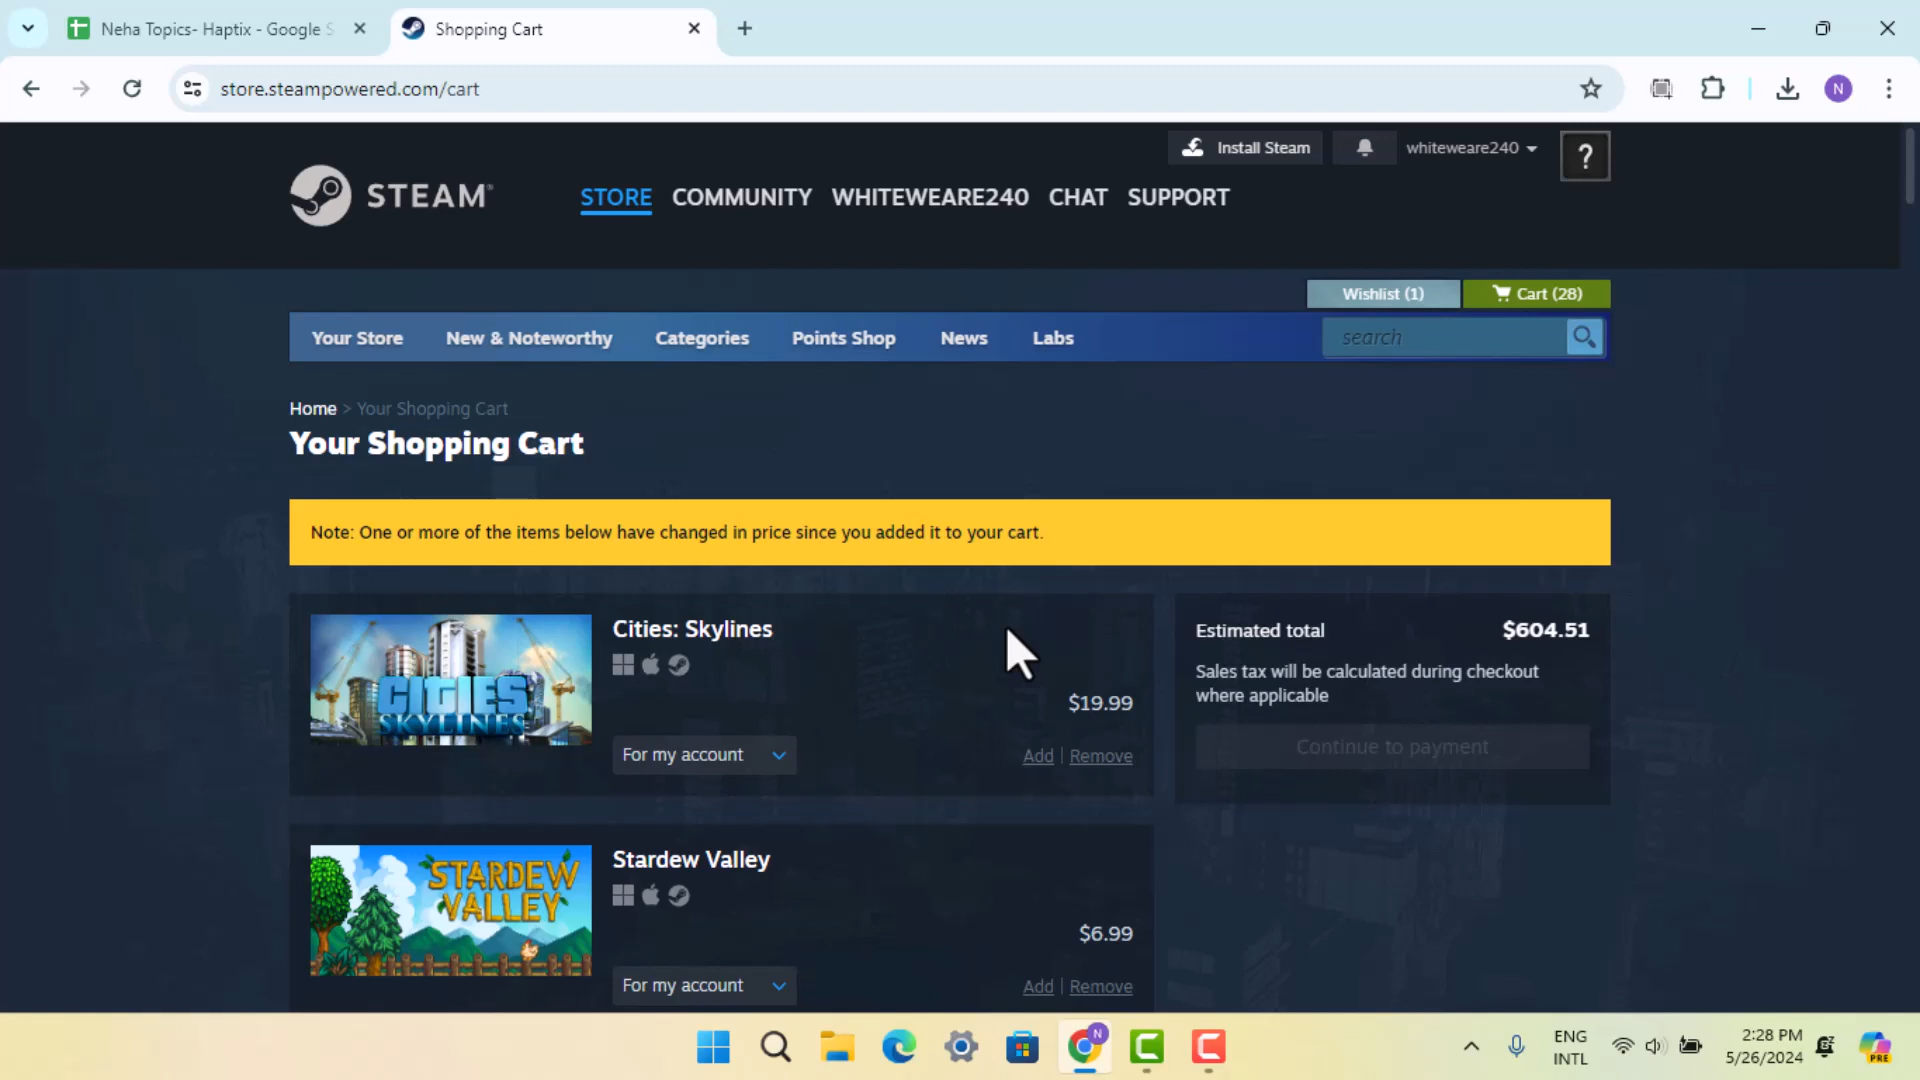 Neha Topics- Haptix - Google S
Shopping Cart
store.steampowered.com/cart
N
Install Steam
whiteweare240
?
STEAM®
STORE COMMUNITY WHITEWEARE240 CHAT SUPPORT
Wishlist (1)
Cart (28)
Your Store New & Noteworthy Categories Points Shop News Labs
search
Home > Your Shopping Cart
Your Shopping Cart
Note: One or more of the items below have changed in price since you added it to your cart.
CITIES
SKYLINES
Cities: Skylines
$19.99
For my account
Add | Remove
Estimated total $604.51
Sales tax will be calculated during checkout
where applicable
Continue to payment
STARDEW
VALLEY
Stardew Valley
$6.99
For my account
Add | Remove
N
ENG
INTL
2:28 PM
5/26/2024
PRE